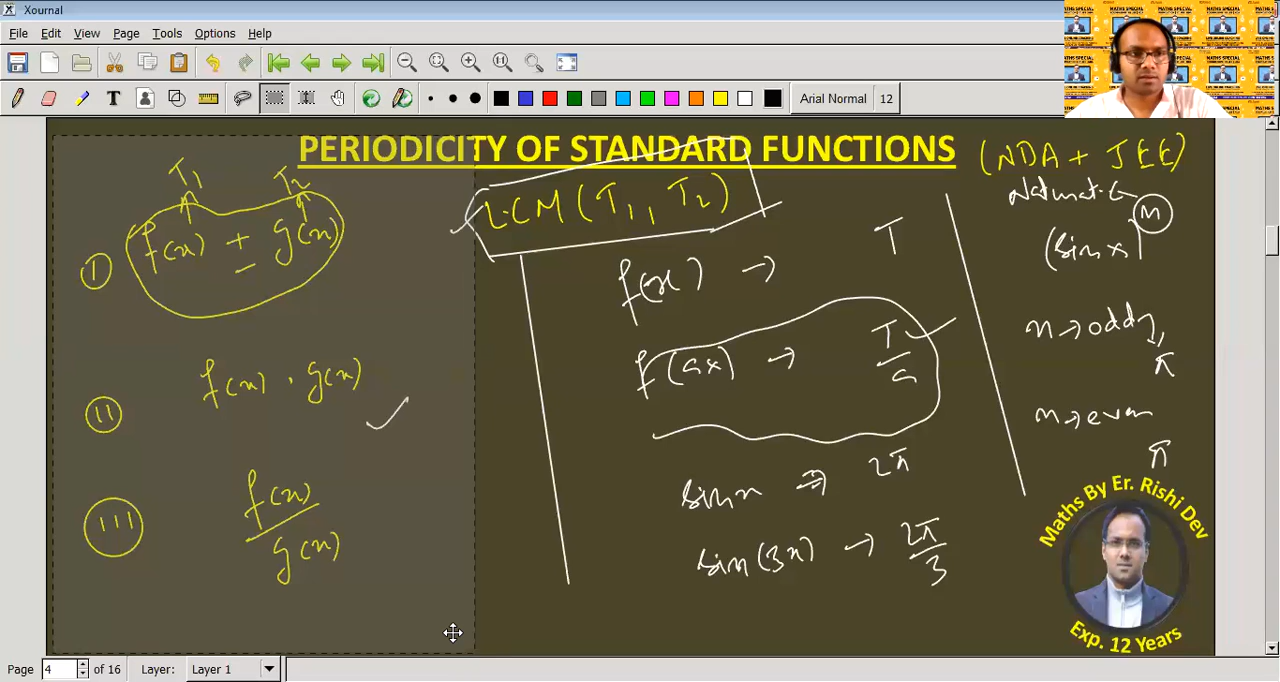 Xournal
File Edit View Page Tools Options Help
Arial Normal 12
PERIODICITY OF STANDARD FUNCTIONS (NDA + JEE)
T1 T2
(I) f(x) ± g(x)
(II) f(x) · g(x)
(III) f(x)/g(x)
LCM (T1, T2)
f(x) → T
f(ax) → T/a
sinx ⇒ 2π
sin(3x) → 2π/3
(sin x)^n
n → odd, π
n → even π
Maths By Er. Rishi Dev
Exp. 12 Years
Page 4 of 16 Layer: Layer 1